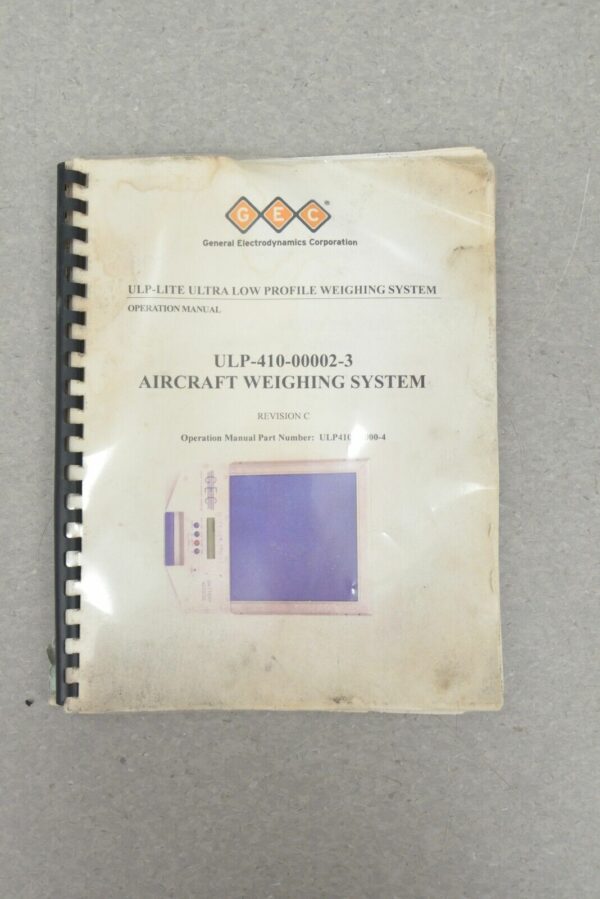 G E C ®
General Electrodynamics Corporation
ULP-LITE ULTRA LOW PROFILE WEIGHING SYSTEM
OPERATION MANUAL
ULP-410-00002-3
AIRCRAFT WEIGHING SYSTEM
REVISION C
Operation Manual Part Number:
GEC